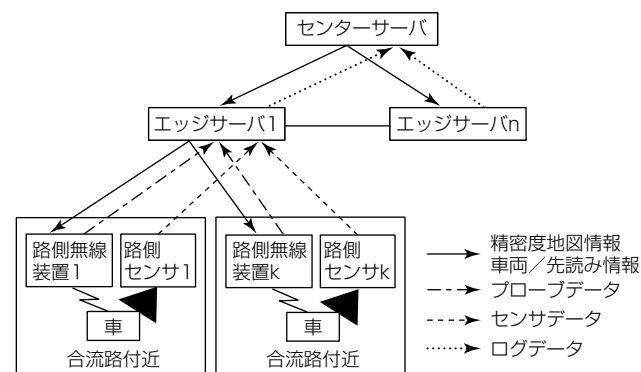 センターサーバ
エッジサーバ1
エッジサーバn
路側無線
装置1
路側
センサ1
車
合流路付近
路側無線
装置k
路側
センサk
車
合流路付近
精密度地図情報
車両／先読み情報
プローブデータ
センサデータ
ログデータ